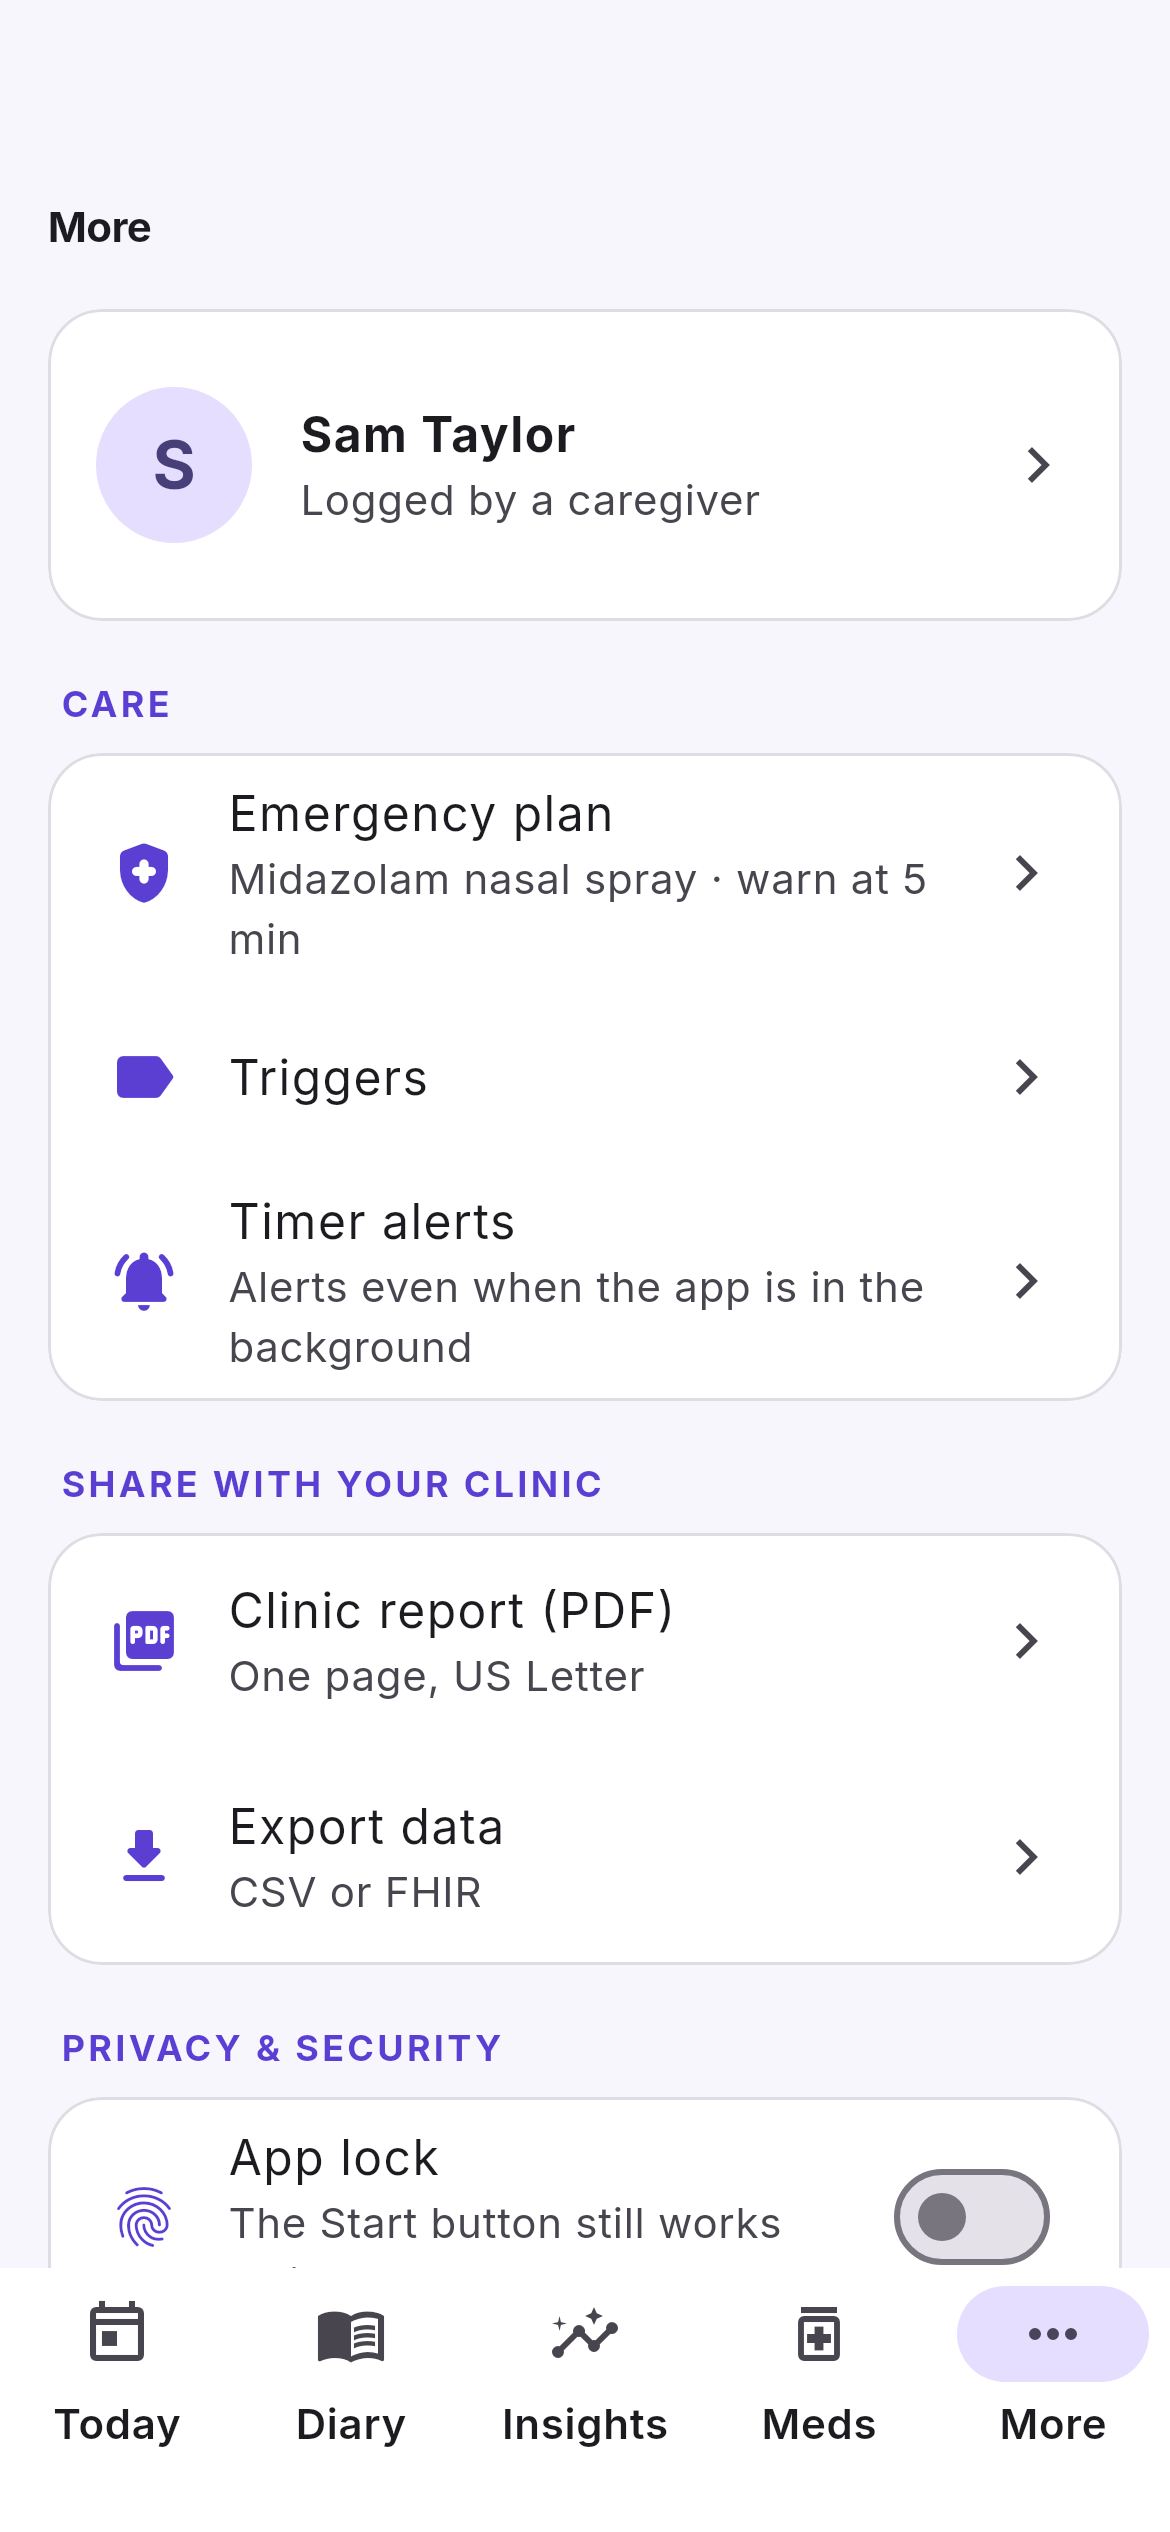 More
S
Sam Taylor
Logged by a caregiver
CARE
Emergency plan
Midazolam nasal spray · warn at 5
min
Triggers
Timer alerts
Alerts even when the app is in the
background
SHARE WITH YOUR CLINIC
PDF
Clinic report (PDF)
One page, US Letter
Export data
CSV or FHIR
PRIVACY & SECURITY
App lock
The Start button still works
Today
Diary
Insights
Meds
More